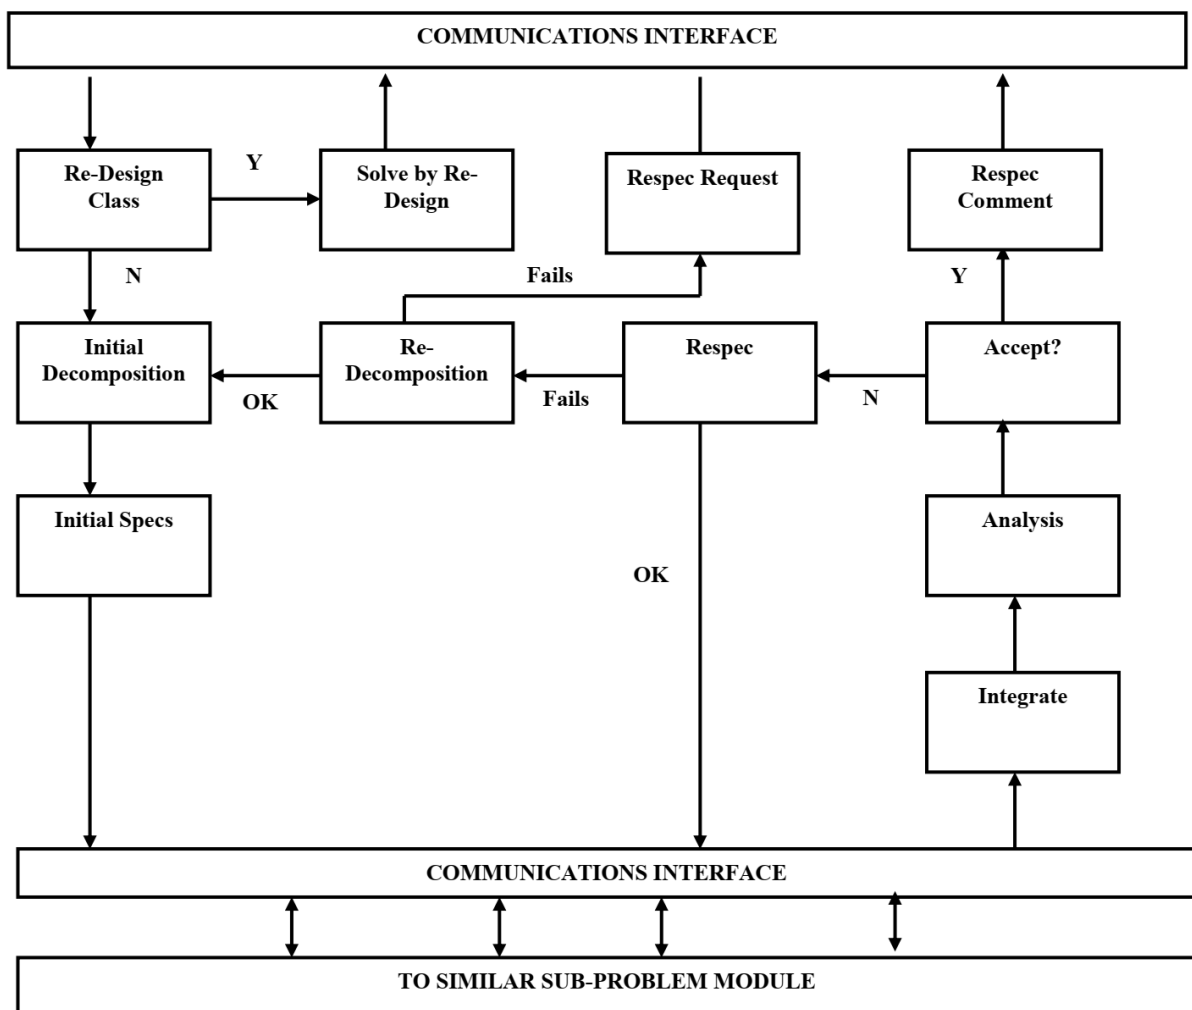 COMMUNICATIONS INTERFACE
Re-Design
Class
Y
Solve by Re-
Design
Respec Request
Respec
Comment
N
Fails
Y
Initial
Decomposition
OK
Re-
Decomposition
Fails
Respec
N
Accept?
Initial Specs
OK
Analysis
Integrate
COMMUNICATIONS INTERFACE
TO SIMILAR SUB-PROBLEM MODULE